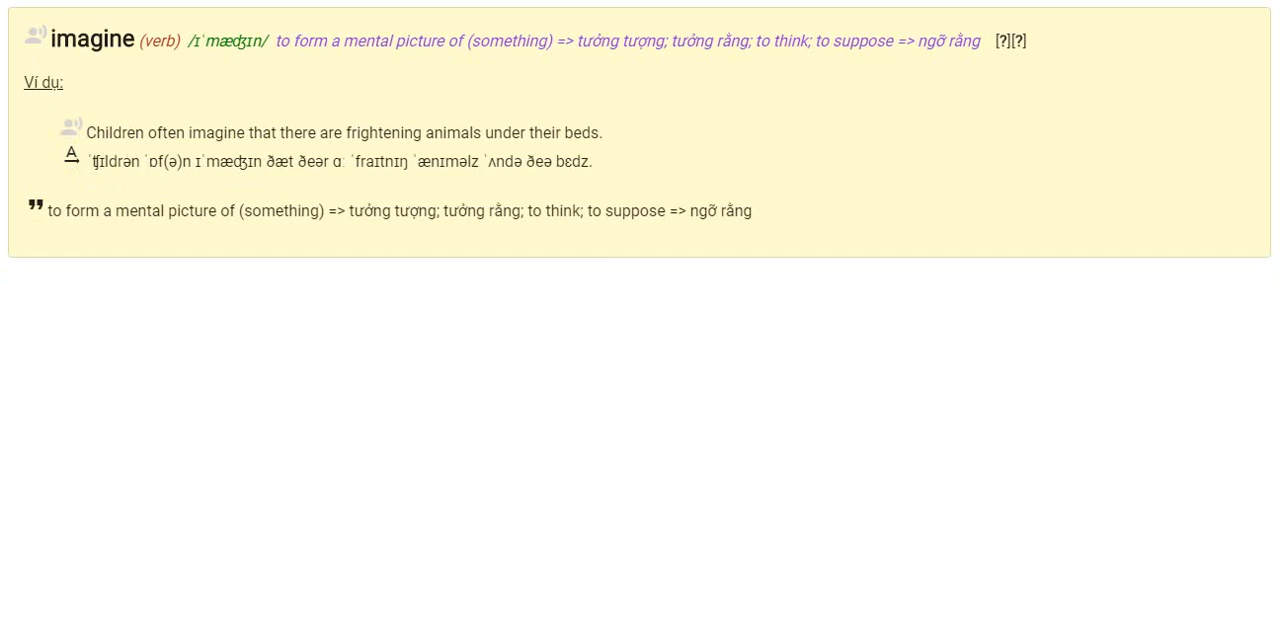 imagine (verb) /ɪˈmæʤɪn/ to form a mental picture of (something) => tưởng tượng; tưởng rằng; to think; to suppose => ngỡ rằng [?][?]
Ví dụ:
Children often imagine that there are frightening animals under their beds.
ˈʧɪldrən ˈɒf(ə)n ɪˈmæʤɪn ðæt ðeər ɑː ˈfraɪtnɪŋ ˈænɪməlz ˈʌndə ðeə bɛdz.
to form a mental picture of (something) => tưởng tượng; tưởng rằng; to think; to suppose => ngỡ rằng